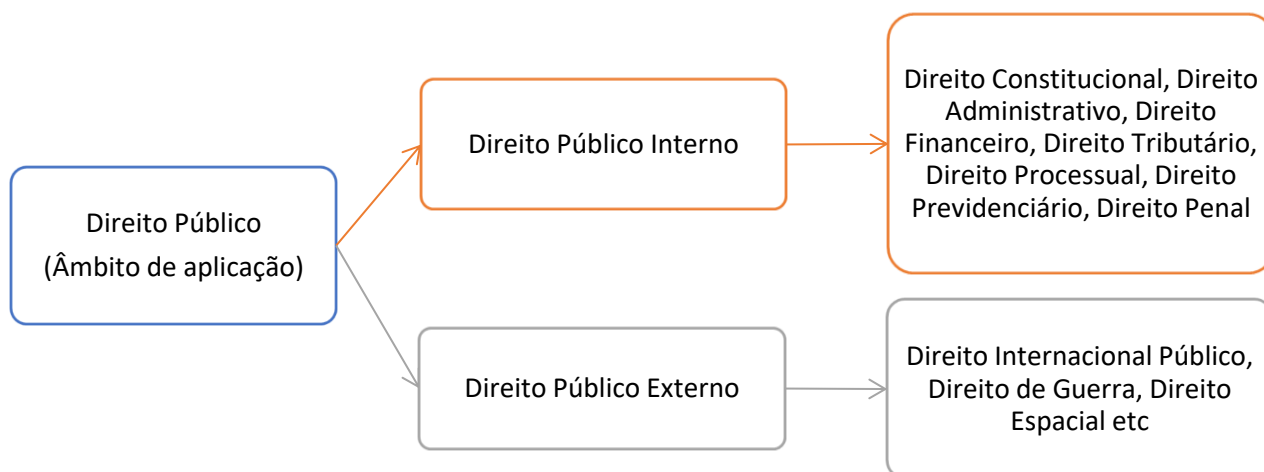 Direito Público
(Âmbito de aplicação)
Direito Público Interno
Direito Constitucional, Direito
Administrativo, Direito
Financeiro, Direito Tributário,
Direito Processual, Direito
Previdenciário, Direito Penal
Direito Público Externo
Direito Internacional Público,
Direito de Guerra, Direito
Espacial etc